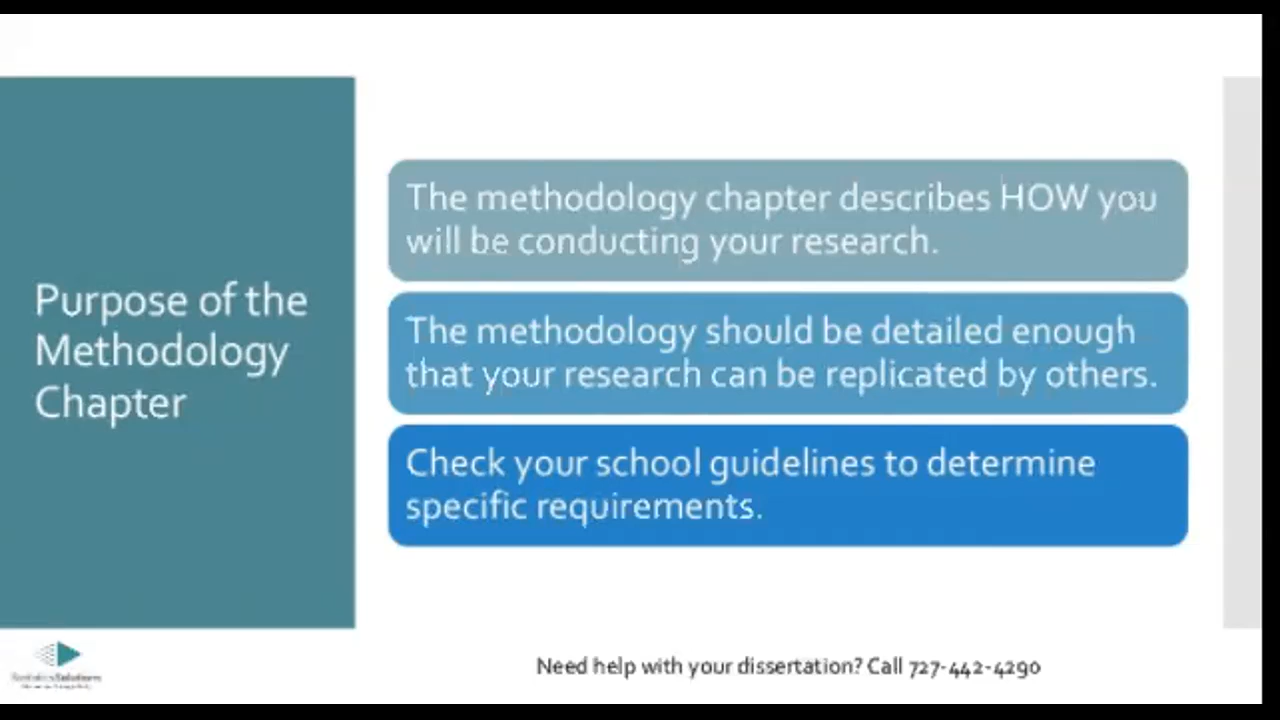 Purpose of the
Methodology
Chapter
The methodology chapter describes HOW you
will be conducting your research.
The methodology should be detailed enough
that your research can be replicated by others.
Check your school guidelines to determine
specific requirements.
Need help with your dissertation? Call 727-442-4290